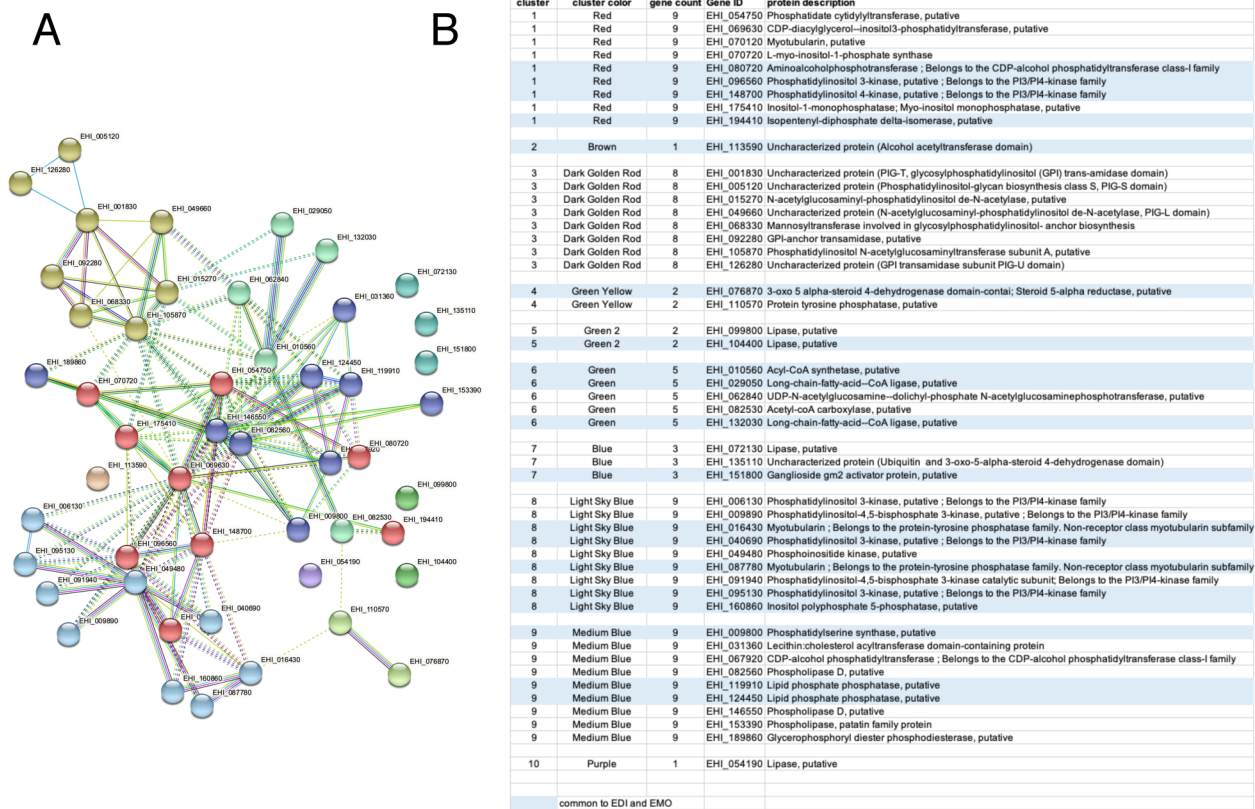 A
B
EHI_005120
EHI_126280
EHI_001830
EHI_049660
EHI_029050
EHI_132030
EHI_092280
EHI_015270
EHI_062840
EHI_072130
EHI_068330
EHI_031360
EHI_105870
EHI_135110
EHI_010560
EHI_151800
EHI_189860
EHI_054750
EHI_124450
EHI_119910
EHI_070720
EHI_153390
EHI_146550
EHI_175410
EHI_082560
EHI_080720
920
EHI_113590
EHI_069630
EHI_099800
EHI_006130
EHI_009800
EHI_082530
EHI_194410
EHI_148700
EHI_096560
EHI_095130
EHI_049480
EHI_054190
EHI_104400
EHI_091940
EHI_040690
EHI_110570
EHI_009890
EHI_016430
EHI_076870
EHI_160860
EHI_087780
cluster cluster color gene count Gene ID protein description
1 Red 9 EHI_054750 Phosphatidate cytidylyltransferase, putative
1 Red 9 EHI_069630 CDP-diacylglycerol--inositol3-phosphatidyltransferase, putative
1 Red 9 EHI_070120 Myotubularin, putative
1 Red 9 EHI_070720 L-myo-inositol-1-phosphate synthase
1 Red 9 EHI_080720 Aminoalcoholphosphotransferase ; Belongs to the CDP-alcohol phosphatidyltransferase class-I family
1 Red 9 EHI_096560 Phosphatidylinositol 3-kinase, putative ; Belongs to the PI3/PI4-kinase family
1 Red 9 EHI_148700 Phosphatidylinositol 4-kinase, putative ; Belongs to the PI3/PI4-kinase family
1 Red 9 EHI_175410 Inositol-1-monophosphatase; Myo-inositol monophosphatase, putative
1 Red 9 EHI_194410 Isopentenyl-diphosphate delta-isomerase, putative
2 Brown 1 EHI_113590 Uncharacterized protein (Alcohol acetyltransferase domain)
3 Dark Golden Rod 8 EHI_001830 Uncharacterized protein (PIG-T, glycosylphosphatidylinositol (GPI) trans-amidase domain)
3 Dark Golden Rod 8 EHI_005120 Uncharacterized protein (Phosphatidylinositol-glycan biosynthesis class S, PIG-S domain)
3 Dark Golden Rod 8 EHI_015270 N-acetylglucosaminyl-phosphatidylinositol de-N-acetylase, putative
3 Dark Golden Rod 8 EHI_049660 Uncharacterized protein (N-acetylglucosaminyl-phosphatidylinositol de-N-acetylase, PIG-L domain)
3 Dark Golden Rod 8 EHI_068330 Mannosyltransferase involved in glycosylphosphatidylinositol- anchor biosynthesis
3 Dark Golden Rod 8 EHI_092280 GPI-anchor transamidase, putative
3 Dark Golden Rod 8 EHI_105870 Phosphatidylinositol N-acetylglucosaminyltransferase subunit A, putative
3 Dark Golden Rod 8 EHI_126280 Uncharacterized protein (GPI transamidase subunit PIG-U domain)
4 Green Yellow 2 EHI_076870 3-oxo 5 alpha-steroid 4-dehydrogenase domain-contai; Steroid 5-alpha reductase, putative
4 Green Yellow 2 EHI_110570 Protein tyrosine phosphatase, putative
5 Green 2 2 EHI_099800 Lipase, putative
5 Green 2 2 EHI_104400 Lipase, putative
6 Green 5 EHI_010560 Acyl-CoA synthetase, putative
6 Green 5 EHI_029050 Long-chain-fatty-acid--CoA ligase, putative
6 Green 5 EHI_062840 UDP-N-acetylglucosamine--dolichyl-phosphate N-acetylglucosaminephosphotransferase, putative
6 Green 5 EHI_082530 Acetyl-coA carboxylase, putative
6 Green 5 EHI_132030 Long-chain-fatty-acid--CoA ligase, putative
7 Blue 3 EHI_072130 Lipase, putative
7 Blue 3 EHI_135110 Uncharacterized protein (Ubiquitin and 3-oxo-5-alpha-steroid 4-dehydrogenase domain)
7 Blue 3 EHI_151800 Ganglioside gm2 activator protein, putative
8 Light Sky Blue 9 EHI_006130 Phosphatidylinositol 3-kinase, putative ; Belongs to the PI3/PI4-kinase family
8 Light Sky Blue 9 EHI_009890 Phosphatidylinositol-4,5-bisphosphate 3-kinase, putative ; Belongs to the PI3/PI4-kinase family
8 Light Sky Blue 9 EHI_016430 Myotubularin ; Belongs to the protein-tyrosine phosphatase family. Non-receptor class myotubularin subfamily
8 Light Sky Blue 9 EHI_040690 Phosphatidylinositol 3-kinase, putative ; Belongs to the PI3/PI4-kinase family
8 Light Sky Blue 9 EHI_049480 Phosphoinositide kinase, putative
8 Light Sky Blue 9 EHI_087780 Myotubularin ; Belongs to the protein-tyrosine phosphatase family. Non-receptor class myotubularin subfamily
8 Light Sky Blue 9 EHI_091940 Phosphatidylinositol-4,5-bisphosphate 3-kinase catalytic subunit; Belongs to the PI3/PI4-kinase family
8 Light Sky Blue 9 EHI_095130 Phosphatidylinositol 3-kinase, putative ; Belongs to the PI3/PI4-kinase family
8 Light Sky Blue 9 EHI_160860 Inositol polyphosphate 5-phosphatase, putative
9 Medium Blue 9 EHI_009800 Phosphatidylserine synthase, putative
9 Medium Blue 9 EHI_031360 Lecithin:cholesterol acyltransferase domain-containing protein
9 Medium Blue 9 EHI_067920 CDP-alcohol phosphatidyltransferase ; Belongs to the CDP-alcohol phosphatidyltransferase class-I family
9 Medium Blue 9 EHI_082560 Phospholipase D, putative
9 Medium Blue 9 EHI_119910 Lipid phosphate phosphatase, putative
9 Medium Blue 9 EHI_124450 Lipid phosphate phosphatase, putative
9 Medium Blue 9 EHI_146550 Phospholipase D, putative
9 Medium Blue 9 EHI_153390 Phospholipase, patatin family protein
9 Medium Blue 9 EHI_189860 Glycerophosphoryl diester phosphodiesterase, putative
10 Purple 1 EHI_054190 Lipase, putative
common to EDI and EMO